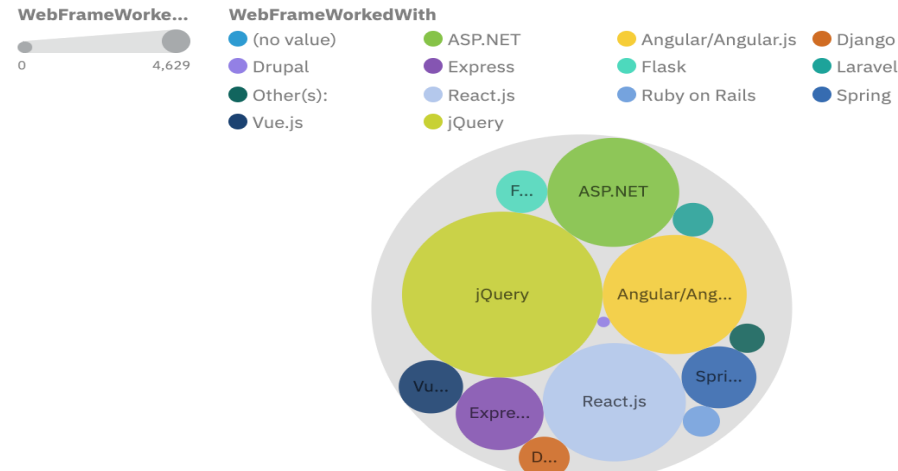 WebFrameWorke...
0 4,629
WebFrameWorkedWith
(no value) ASP.NET Angular/Angular.js Django
Drupal Express Flask Laravel
Other(s): React.js Ruby on Rails Spring
Vue.js jQuery
F... ASP.NET
jQuery Angular/Ang...
Vu... Expre... React.js Spri...
D...